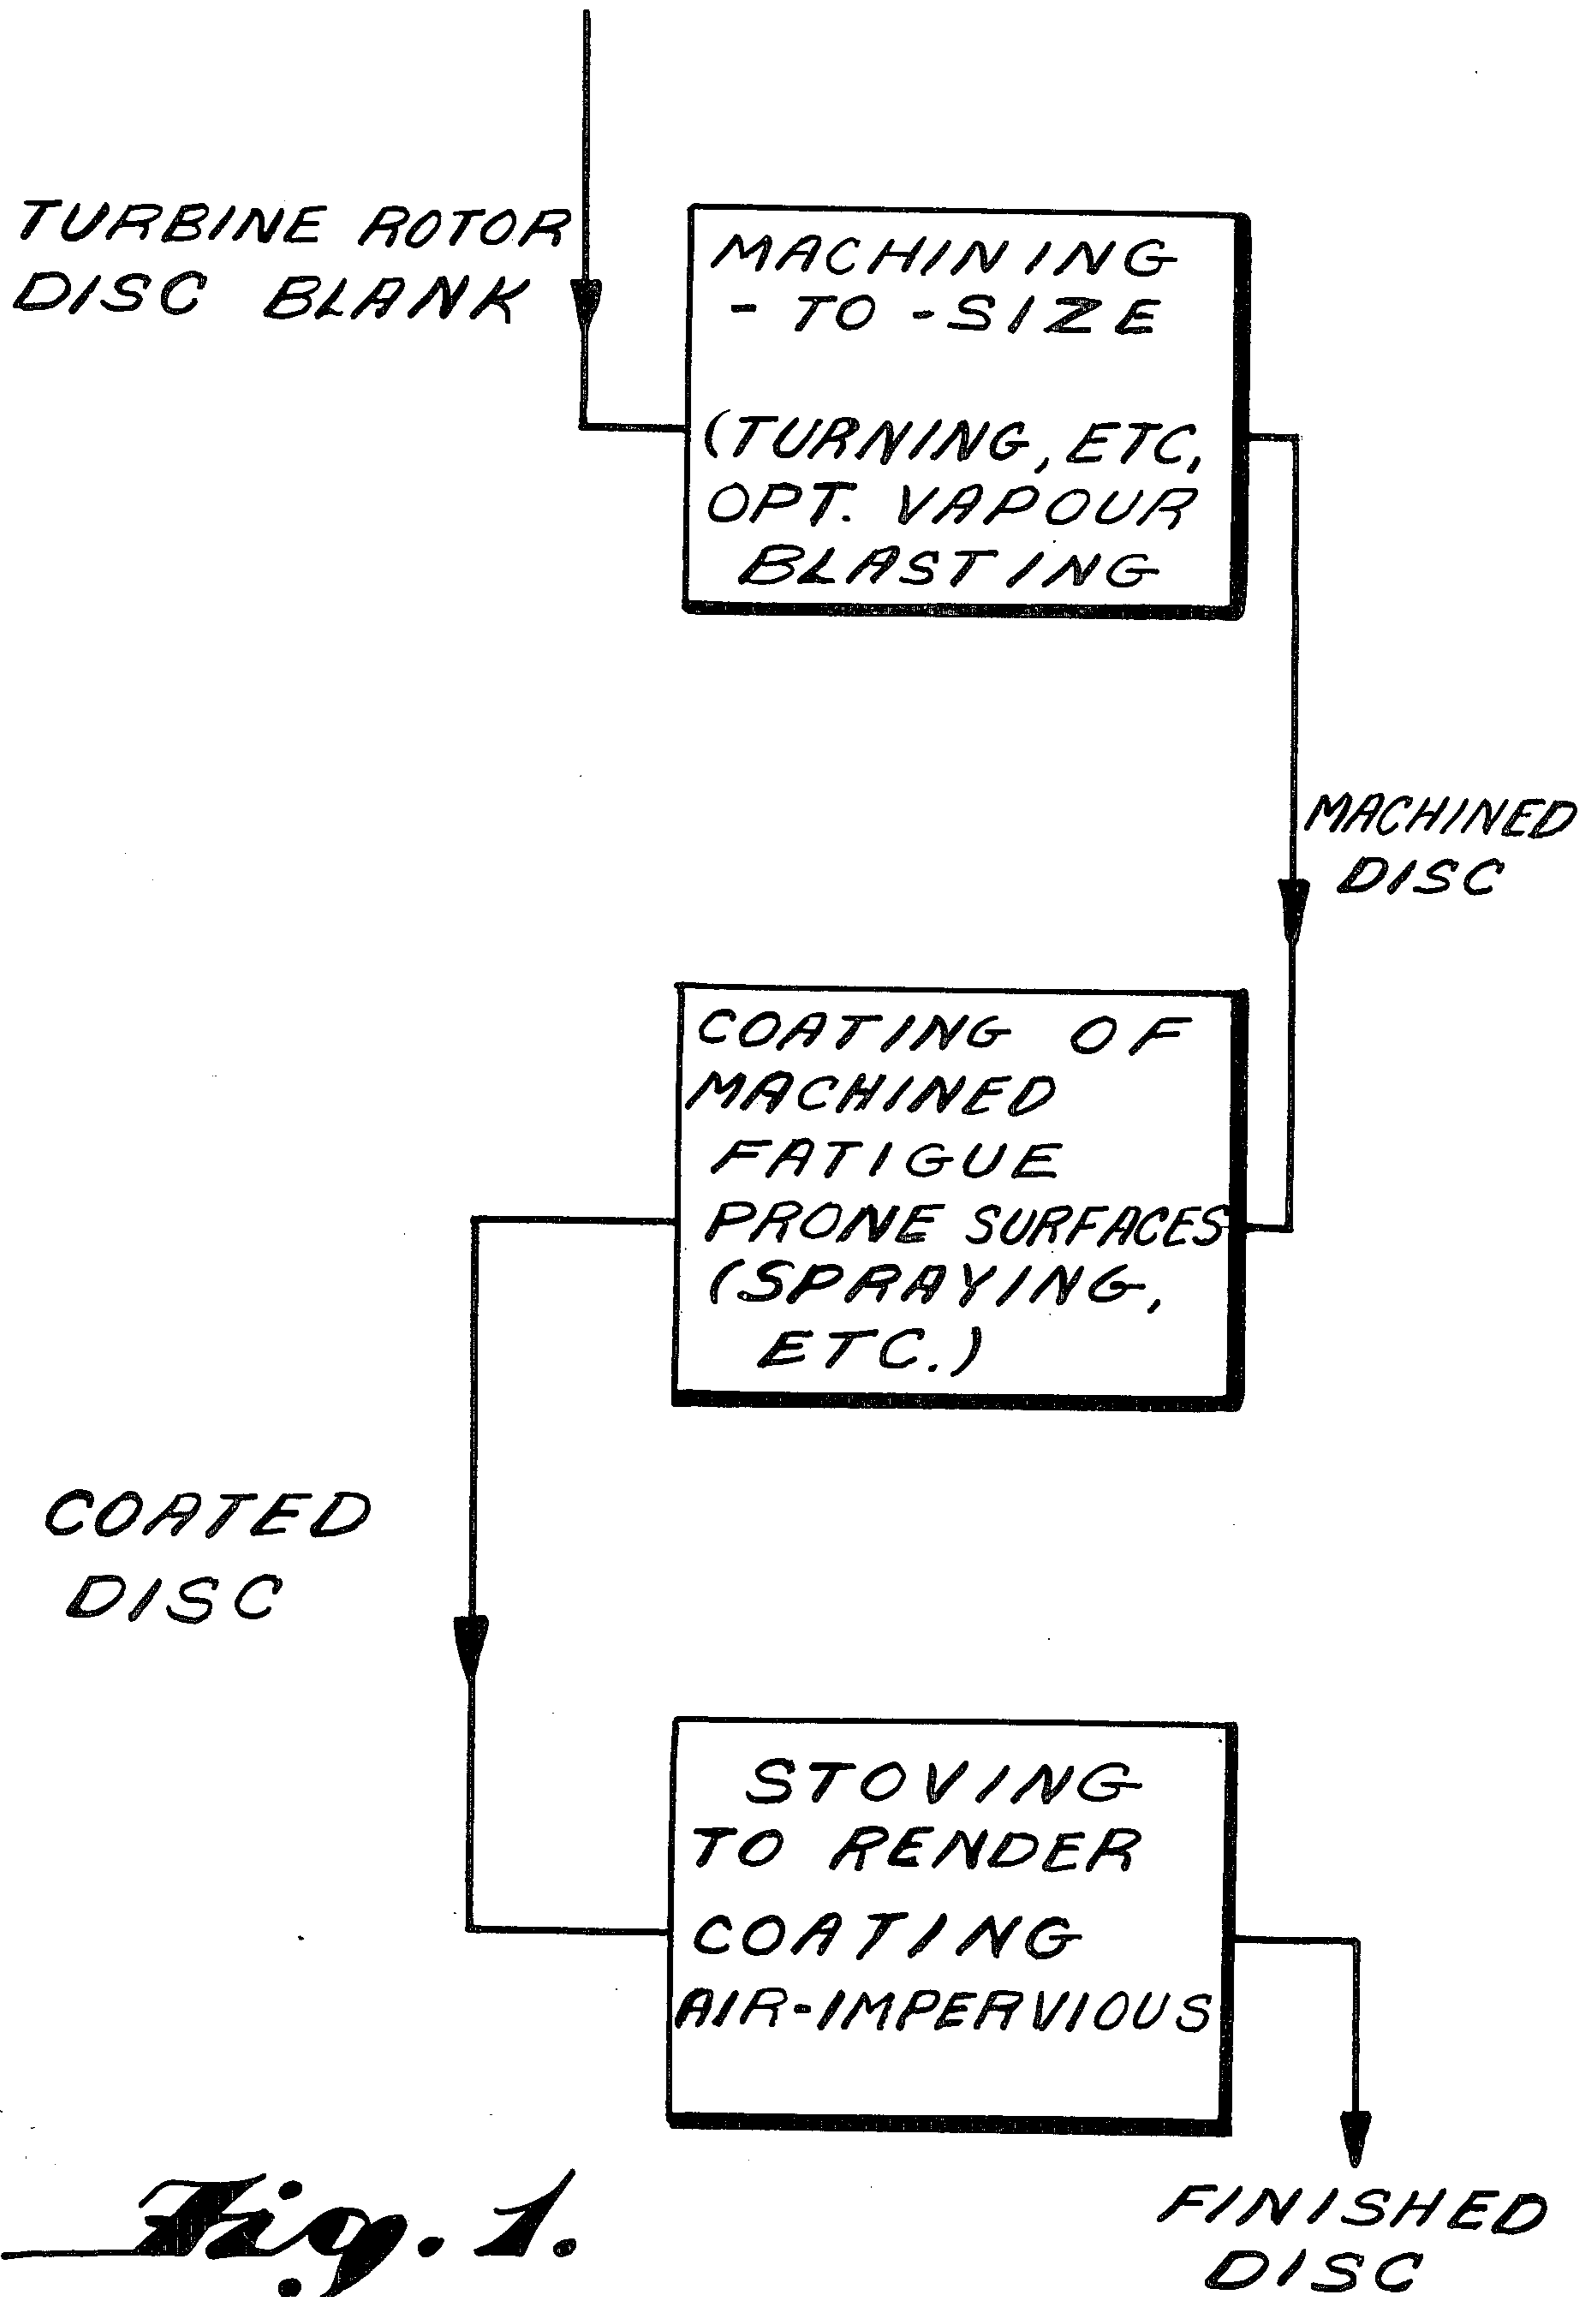 TURBINE ROTOR
DISC BLANK
MACHINING
- TO - SIZE
(TURNING, ETC,
OPT. VAPOUR
BLASTING
MACHINED
DISC
COATING OF
MACHINED
FATIGUE
PRONE SURFACES
(SPRAYING,
ETC.)
COATED
DISC
STOVING
TO RENDER
COATING
AIR-IMPERVIOUS
FINISHED
DISC
Fig. 1.